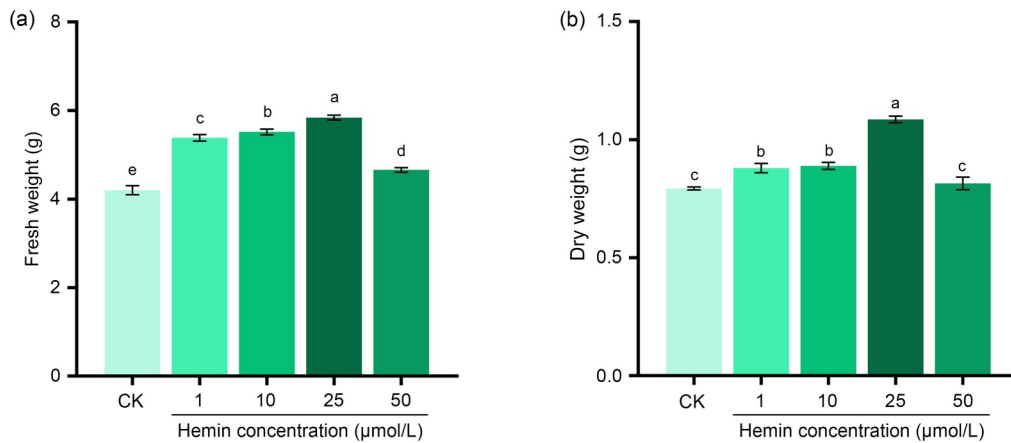 (a)
Fresh weight (g)
8
6
4
2
0
e
c
b
a
d
CK
1
10
25
50
Hemin concentration (μmol/L)
(b)
Dry weight (g)
1.5
1.0
0.5
0.0
c
b
b
a
c
CK
1
10
25
50
Hemin concentration (μmol/L)